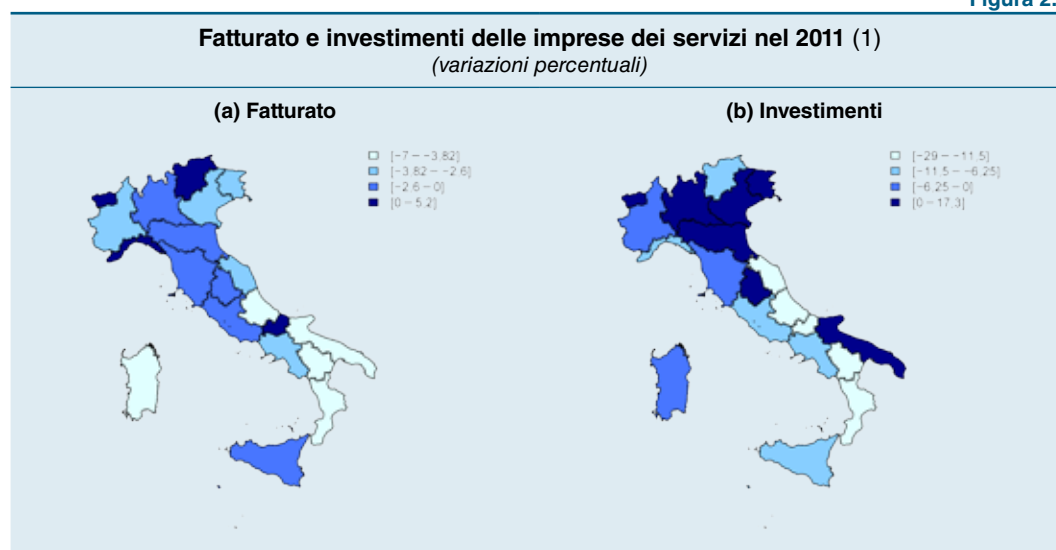 Figura 2.
Fatturato e investimenti delle imprese dei servizi nel 2011 (1)
(variazioni percentuali)
(a) Fatturato
(b) Investimenti
[−7 − −3.82]
[−3.82 − −2.6]
[−2.6 − 0]
[0 − 5.2]
[−29 − −11.5]
[−11.5 − −6.25]
[−6.25 − 0]
[0 − 17.3]